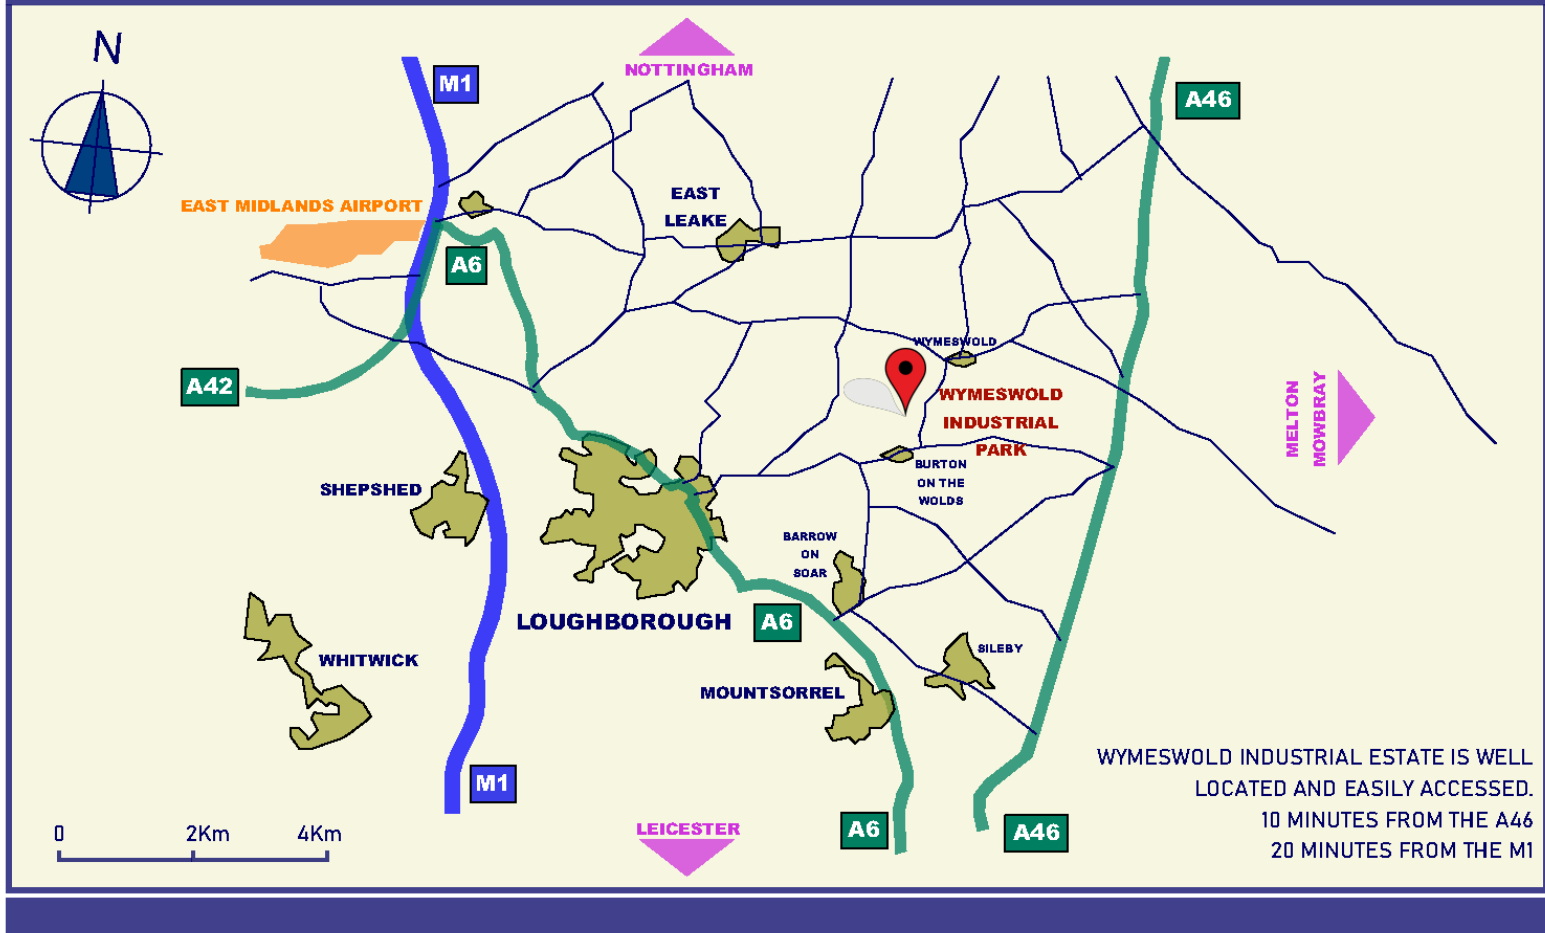 N
NOTTINGHAM
M1
A46
EAST MIDLANDS AIRPORT
EAST
LEAKE
A6
WYMESWOLD
A42
WYMESWOLD
INDUSTRIAL
PARK
MELTON
MOWBRAY
BURTON
ON THE
WOLDS
SHEPSHED
BARROW
ON
SOAR
LOUGHBOROUGH
A6
SILEBY
WHITWICK
MOUNTSORREL
M1
LEICESTER
A6
A46
0 2Km 4Km
WYMESWOLD INDUSTRIAL ESTATE IS WELL
LOCATED AND EASILY ACCESSED.
10 MINUTES FROM THE A46
20 MINUTES FROM THE M1